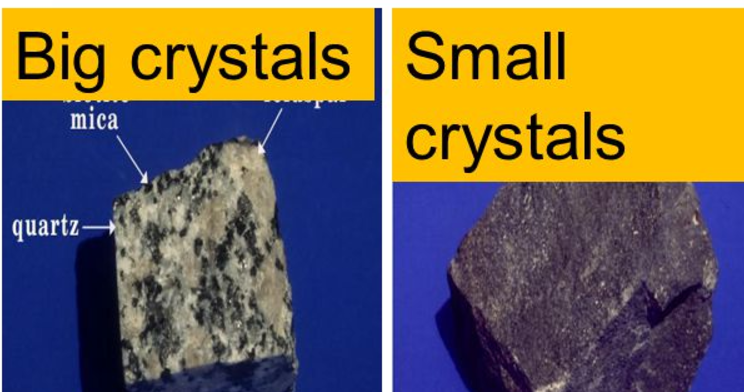 Big crystals
mica
quartz
Small
crystals